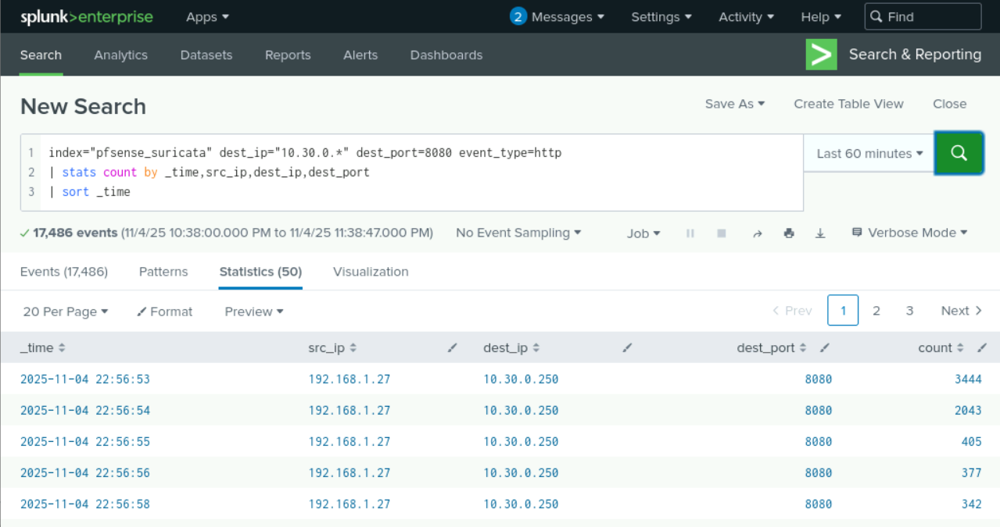 splunk>enterprise Apps 2 Messages Settings Activity Help Find
Search Analytics Datasets Reports Alerts Dashboards Search & Reporting
New Search Save As Create Table View Close
1 index="pfsense_suricata" dest_ip="10.30.0.*" dest_port=8080 event_type=http Last 60 minutes
2 | stats count by _time,src_ip,dest_ip,dest_port
3 | sort _time
17,486 events (11/4/25 10:38:00.000 PM to 11/4/25 11:38:47.000 PM) No Event Sampling Job Verbose Mode
Events (17,486) Patterns Statistics (50) Visualization
20 Per Page Format Preview < Prev 1 2 3 Next >
_time src_ip dest_ip dest_port count
2025-11-04 22:56:53 192.168.1.27 10.30.0.250 8080 3444
2025-11-04 22:56:54 192.168.1.27 10.30.0.250 8080 2043
2025-11-04 22:56:55 192.168.1.27 10.30.0.250 8080 405
2025-11-04 22:56:56 192.168.1.27 10.30.0.250 8080 377
2025-11-04 22:56:58 192.168.1.27 10.30.0.250 8080 342